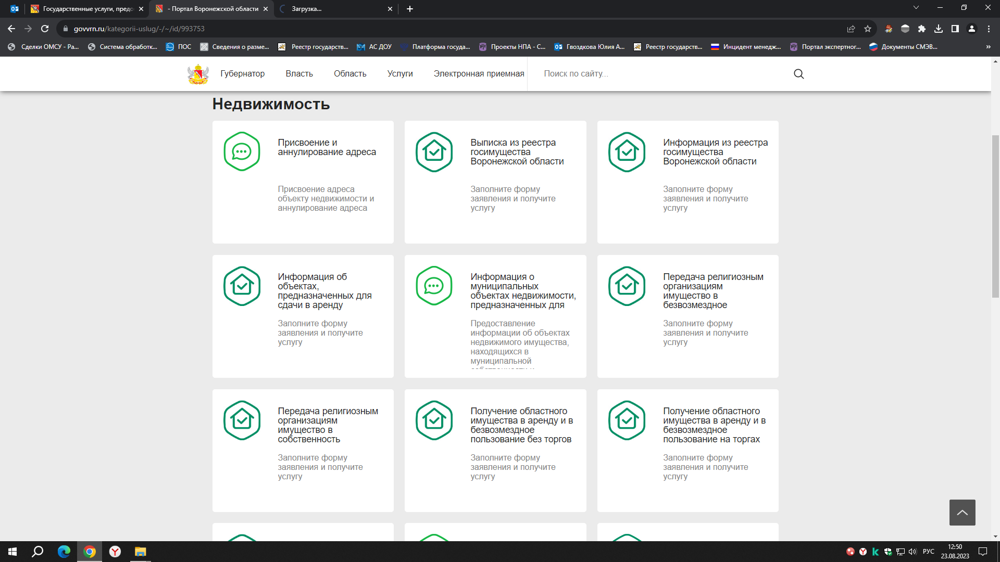 Государственные услуги, предо
- Портал Воронежской области
Загрузка...
govvrn.ru/kategorii-uslug/-/~/id/993753
Сделки ОМСУ - Ра...
Система обработк...
ПОС
Сведения о разме...
Реестр государств...
АС ДОУ
Платформа госуда...
Проекты НПА - С...
Гвоздкова Юлия А...
Реестр государств...
Инцидент менедж...
Портал экспертног...
Документы СМЭВ...
»
Губернатор
Власть
Область
Услуги
Электронная приемная
Поиск по сайту...
Недвижимость
Присвоение и
аннулирование адреса
Присвоение адреса
объекту недвижимости и
аннулирование адреса
Выписка из реестра
госимущества
Воронежской области
Заполните форму
заявления и получите
услугу
Информация из реестра
госимущества
Воронежской области
Заполните форму
заявления и получите
услугу
Информация об
объектах,
предназначенных для
сдачи в аренду
Заполните форму
заявления и получите
услугу
Информация о
муниципальных
объектах недвижимости,
предназначенных для
Предоставление
информации об объектах
недвижимого имущества,
находящихся в
муниципальной
Передача религиозным
организациям
имущество в
безвозмездное
Заполните форму
заявления и получите
услугу
Передача религиозным
организациям
имущество в
собственность
Заполните форму
заявления и получите
услугу
Получение областного
имущества в аренду и в
безвозмездное
пользование без торгов
Заполните форму
заявления и получите
услугу
Получение областного
имущества в аренду и в
безвозмездное
пользование на торгах
Заполните форму
заявления и получите
услугу
РУС
12:50
23.08.2023